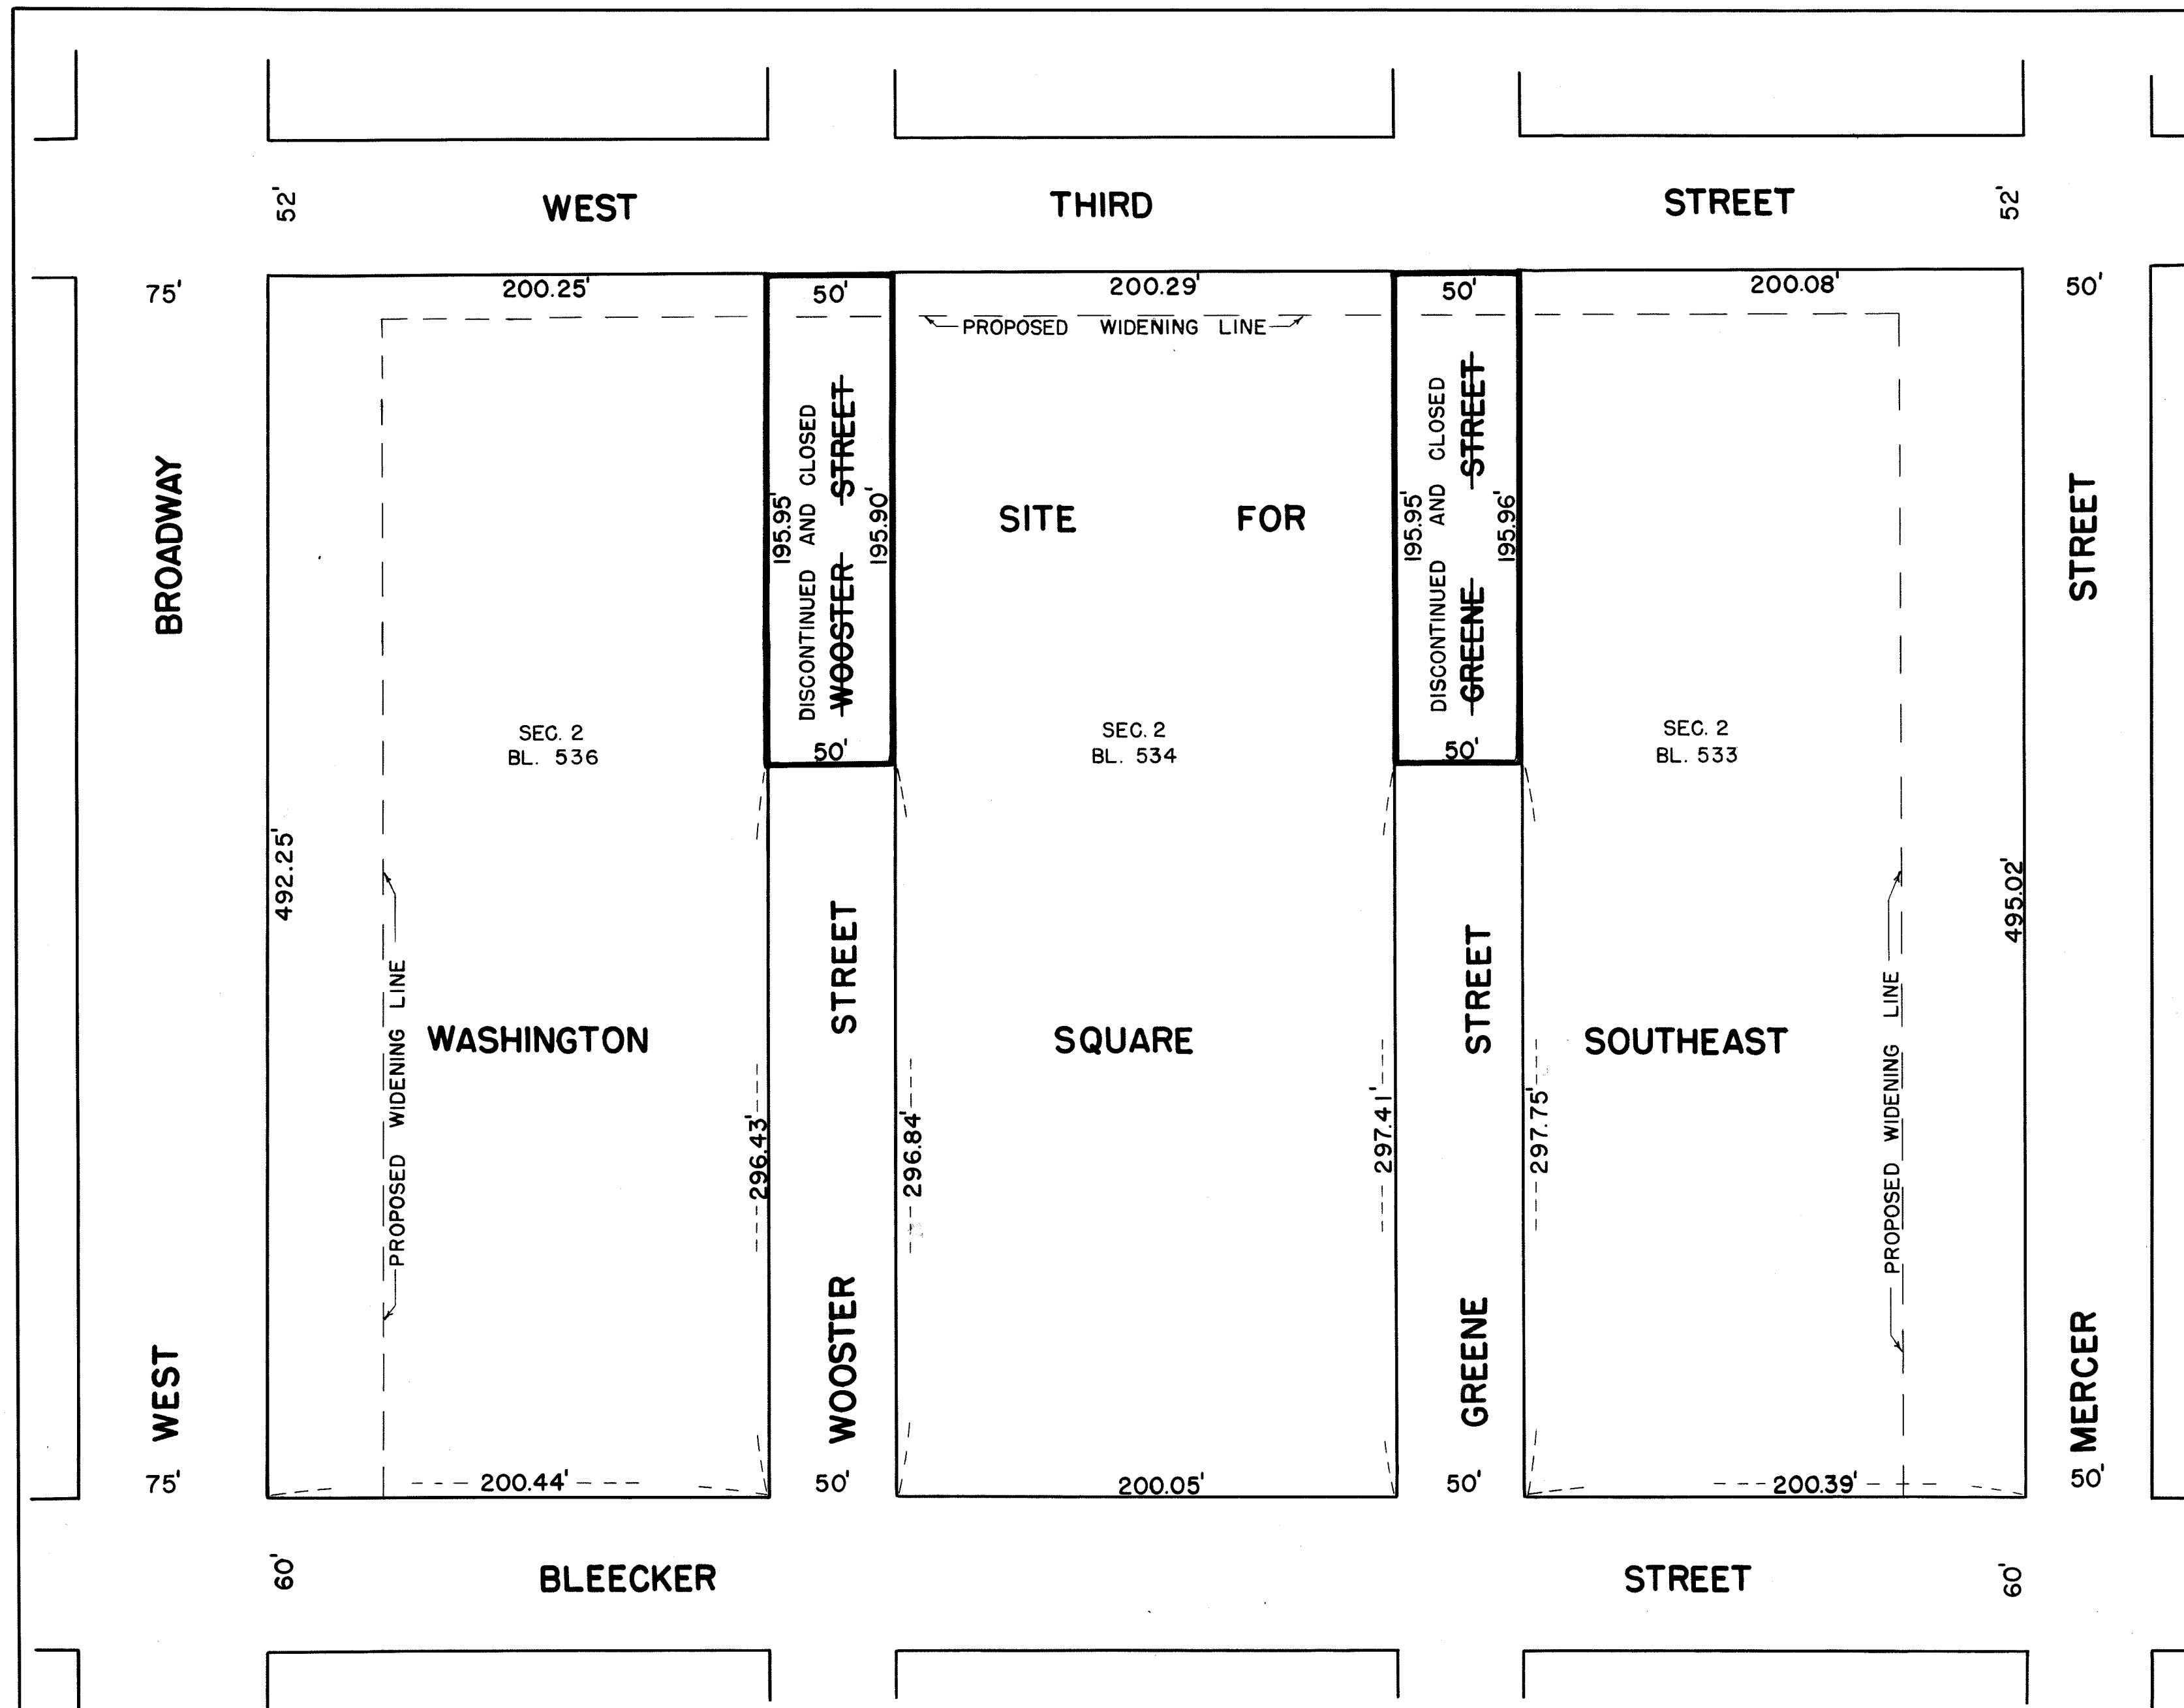 52'
WEST THIRD STREET
52'
75'
200.25'
50'
200.29'
50'
200.08'
50'
PROPOSED WIDENING LINE
WEST BROADWAY
DISCONTINUED AND CLOSED
WOOSTER STREET
195.95'
195.90'
50'
DISCONTINUED AND CLOSED
GREENE STREET
195.95'
195.96'
50'
MERCER STREET
SITE FOR
SEC. 2
BL. 536
SEC. 2
BL. 534
SEC. 2
BL. 533
492.25'
495.02'
PROPOSED WIDENING LINE
WASHINGTON SQUARE SOUTHEAST
PROPOSED WIDENING LINE
WOOSTER STREET
GREENE STREET
296.43'
296.84'
297.41'
297.75'
75'
200.44'
50'
200.05'
50'
200.39'
50'
60'
BLEECKER STREET
60'